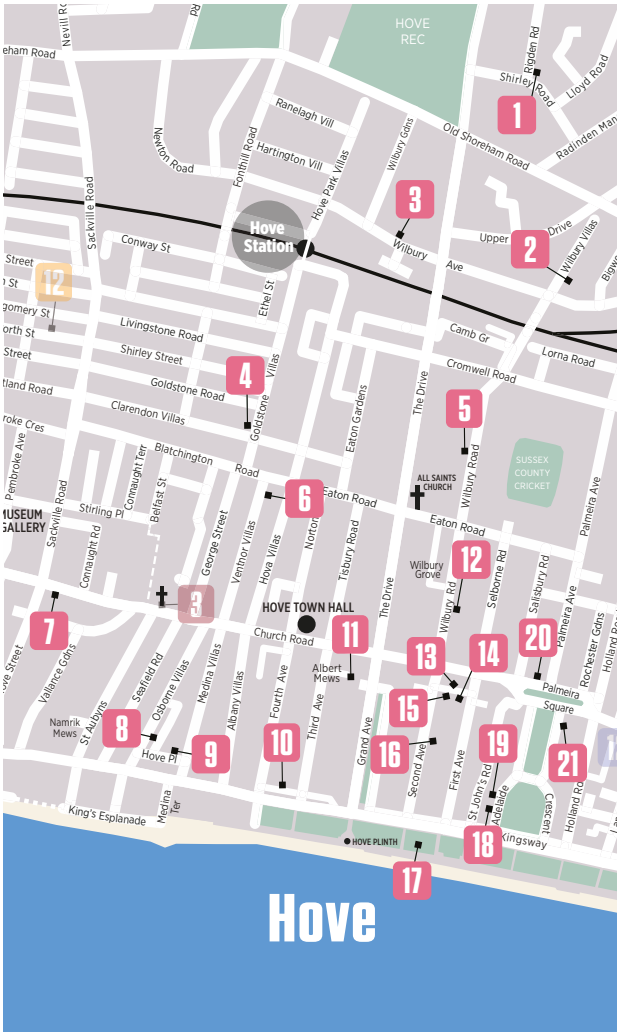 Nevill R
Rd
HOVE
REC
eham Road
Rigden Rd
Shirley Road
Lloyd Road
1
Radinden Man
Ranelagh Vill
Newton Road
Fonthill Road
Hartington Vill
Hove Park Villas
Wilbury Gdns
Old Shoreham Road
3
Hove
Station
Wilbury
Ave
Upper
Drive
2
Wilbury Villas
Bigw
Sackville Road
Conway St
Street
12
n St
gomery St
orth St
Street
Ethel St
Livingstone Road
Shirley Street
Goldstone Road
Clarendon Villas
tland Road
roke Cres
4
Goldstone
Villas
Camb Gr
Cromwell Road
Lorna Road
The Drive
Eaton Gardens
5
Wilbury Road
SUSSEX
COUNTY
CRICKET
Palmeira Ave
Pembroke Ave
Blatchington
Road
Connaught Terr
Belfast St
6
Eaton Road
ALL SAINTS
CHURCH
Eaton Road
MUSEUM
GALLERY
Sackville Road
Stirling Pl
Connaught Rd
George Street
Ventnor Villas
Hova Villas
Norton
Tisbury Road
The Drive
Wilbury
Grove
12
Wilbury Rd
Selborne Rd
Salisbury Rd
Palmeira Ave
Rochester Gdns
Holland Ro
7
3
HOVE TOWN HALL
Church Road
11
Albert
Mews
13
14
20
Palmeira
Square
ove Street
Vallance Gdns
St Aubyns
Seafield Rd
Osborne Villas
Medina Villas
Albany Villas
Fourth Ave
Third Ave
Grand Ave
15
16
Second Ave
First Ave
19
21
Namrik
Mews
8
Hove Pl
9
10
St John's Rd
Adelaide
Crescent
Holland Ro
1
Lan
King's Esplanade
Medina
Ter
HOVE PLINTH
17
18
Kingsway
Hove